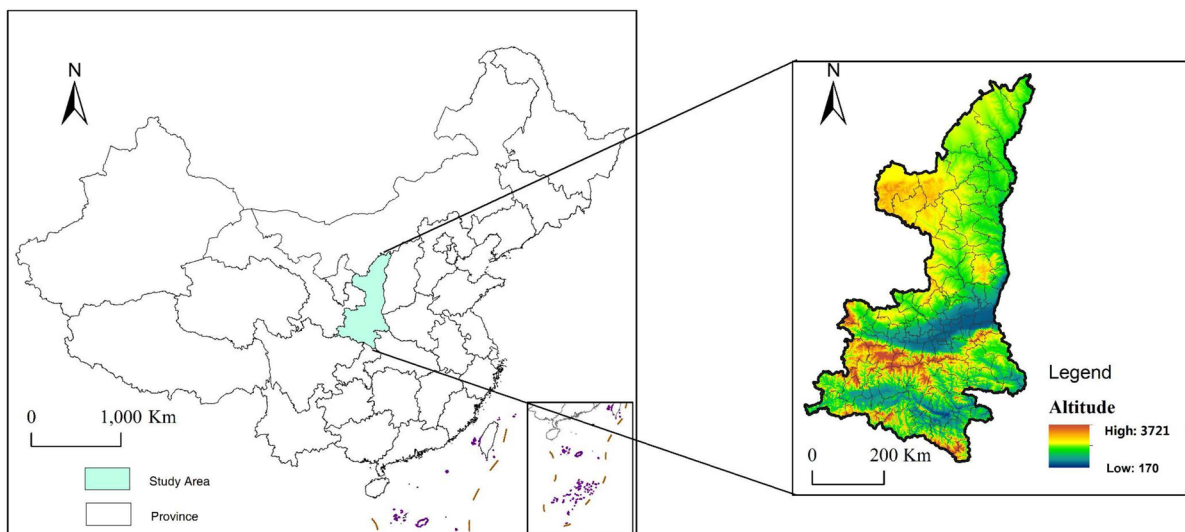 N
0
1,000 Km
Study Area
Province
N
Legend
Altitude
High: 3721
Low: 170
0
200 Km